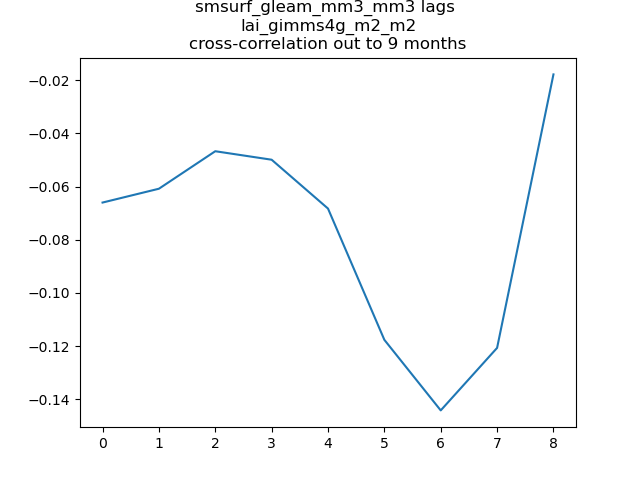 smsurf_gleam_mm3_mm3 lags
lai_gimms4g_m2_m2
cross-correlation out to 9 months
−0.02
−0.04
−0.06
−0.08
−0.10
−0.12
−0.14
0 1 2 3 4 5 6 7 8